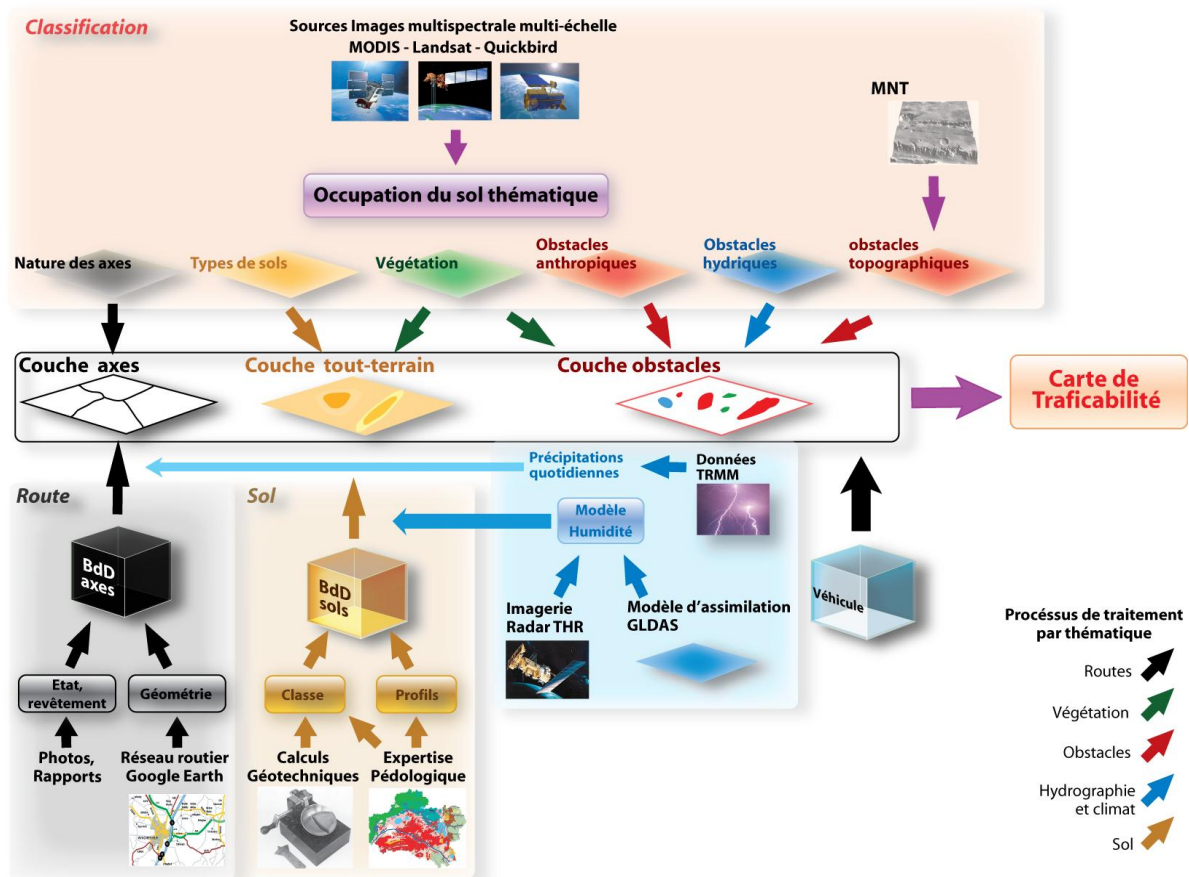 Classification
Sources Images multispectrale multi-échelle
MODIS - Landsat - Quickbird
MNT
Occupation du sol thématique
Nature des axes
Types de sols
Végétation
Obstacles
anthropiques
Obstacles
hydriques
obstacles
topographiques
Couche axes
Couche tout-terrain
Couche obstacles
Carte de
Traficabilité
Précipitations
quotidiennes
Données
TRMM
Route
Sol
Modèle
Humidité
BdD
axes
BdD
sols
Imagerie
Radar THR
Modèle d'assimilation
GLDAS
Véhicule
Etat,
revêtement
Géométrie
Classe
Profils
Photos,
Rapports
Réseau routier
Google Earth
Calculs
Géotechniques
Expertise
Pédologique
Procéssus de traitement
par thématique
Routes
Végétation
Obstacles
Hydrographie
et climat
Sol